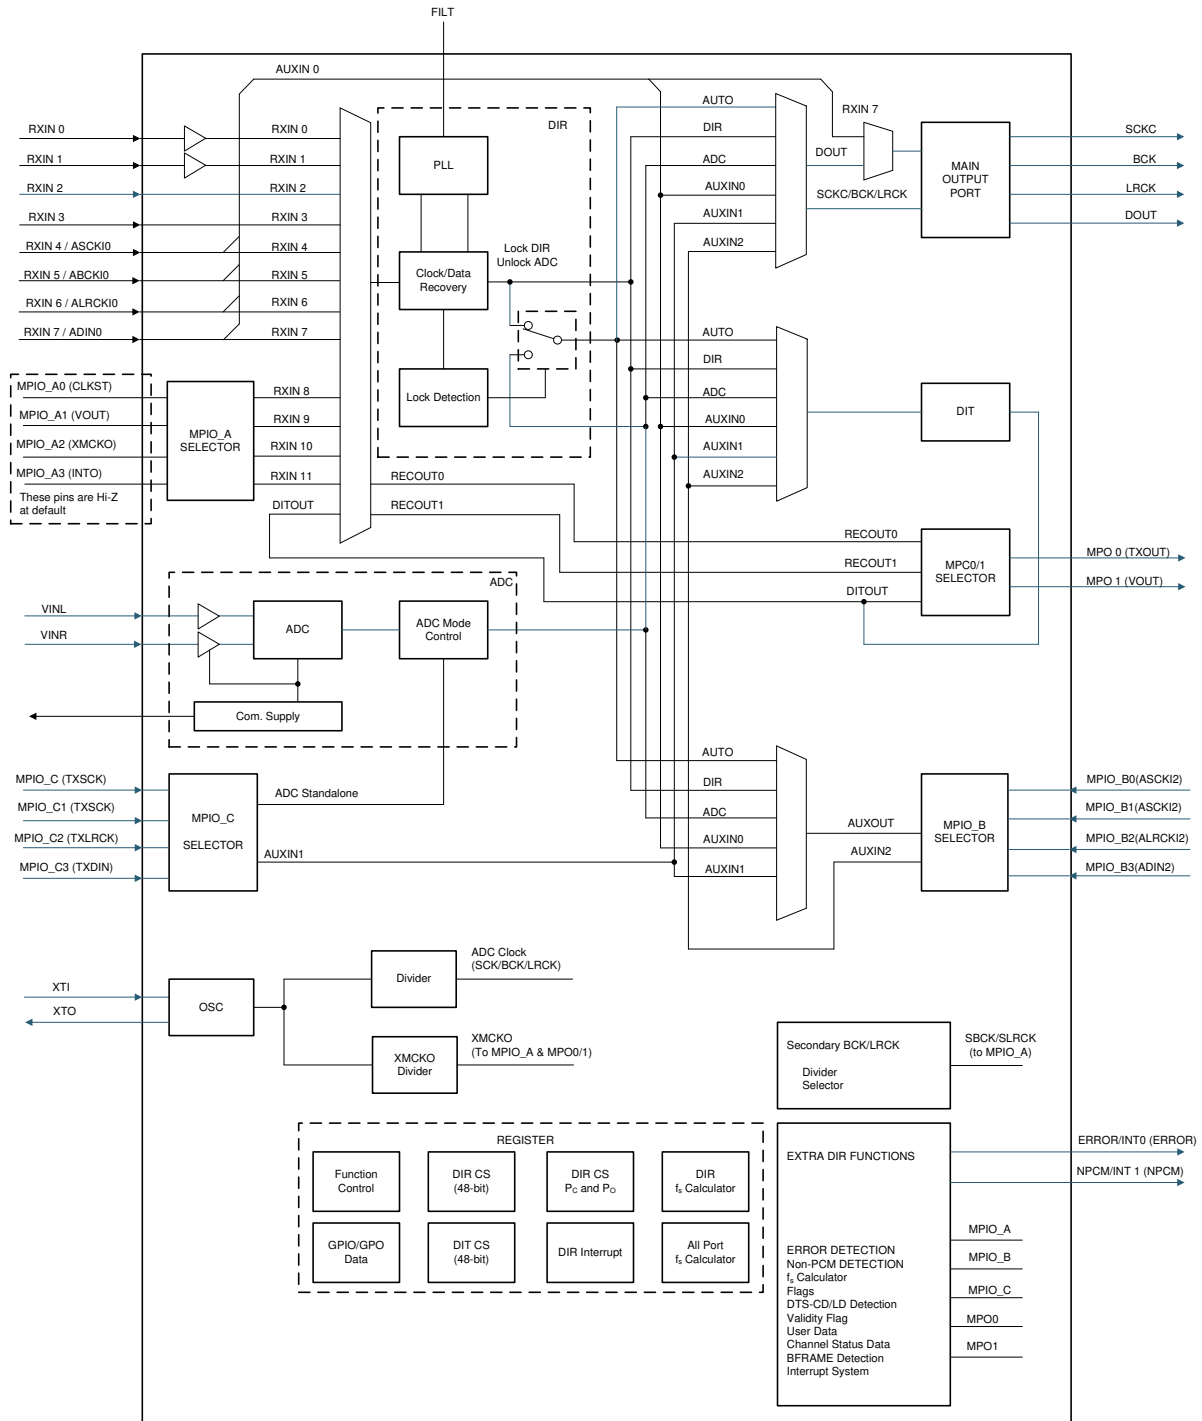 FILT
AUXIN 0
RXIN 0
RXIN 1
RXIN 2
RXIN 3
RXIN 4 / ASCKI0
RXIN 5 / ABCKI0
RXIN 6 / ALRCKI0
RXIN 7 / ADIN0
RXIN 0
RXIN 1
RXIN 2
RXIN 3
RXIN 4
RXIN 5
RXIN 6
RXIN 7
DIR
PLL
Clock/Data
Recovery
Lock Detection
Lock DIR
Unlock ADC
AUTO
DIR
ADC
AUXIN0
AUXIN1
AUXIN2
RXIN 7
DOUT
SCKC/BCK/LRCK
MAIN
OUTPUT
PORT
SCKC
BCK
LRCK
DOUT
MPIO_A0 (CLKST)
MPIO_A1 (VOUT)
MPIO_A2 (XMCKO)
MPIO_A3 (INTO)
These pins are Hi-Z
at default
MPIO_A
SELECTOR
RXIN 8
RXIN 9
RXIN 10
RXIN 11
DITOUT
RECOUT0
RECOUT1
AUTO
DIR
ADC
AUXIN0
AUXIN1
AUXIN2
DIT
RECOUT0
RECOUT1
DITOUT
MPC0/1
SELECTOR
MPO 0 (TXOUT)
MPO 1 (VOUT)
ADC
VINL
VINR
ADC
ADC Mode
Control
Com. Supply
MPIO_C (TXSCK)
MPIO_C1 (TXSCK)
MPIO_C2 (TXLRCK)
MPIO_C3 (TXDIN)
MPIO_C
SELECTOR
ADC Standalone
AUXIN1
AUTO
DIR
ADC
AUXIN0
AUXIN1
AUXOUT
AUXIN2
MPIO_B
SELECTOR
MPIO_B0(ASCKI2)
MPIO_B1(ASCKI2)
MPIO_B2(ALRCKI2)
MPIO_B3(ADIN2)
XTI
XTO
OSC
Divider
ADC Clock
(SCK/BCK/LRCK)
XMCKO
Divider
XMCKO
(To MPIO_A & MPO0/1)
Secondary BCK/LRCK
Divider
Selector
SBCK/SLRCK
(to MPIO_A)
REGISTER
Function
Control
DIR CS
(48-bit)
DIR CS
PC and PO
DIR
fs Calculator
GPIO/GPO
Data
DIT CS
(48-bit)
DIR Interrupt
All Port
fs Calculator
EXTRA DIR FUNCTIONS
ERROR DETECTION
Non-PCM DETECTION
fs Calculator
Flags
DTS-CD/LD Detection
Validity Flag
User Data
Channel Status Data
BFRAME Detection
Interrupt System
ERROR/INT0 (ERROR)
NPCM/INT 1 (NPCM)
MPIO_A
MPIO_B
MPIO_C
MPO0
MPO1